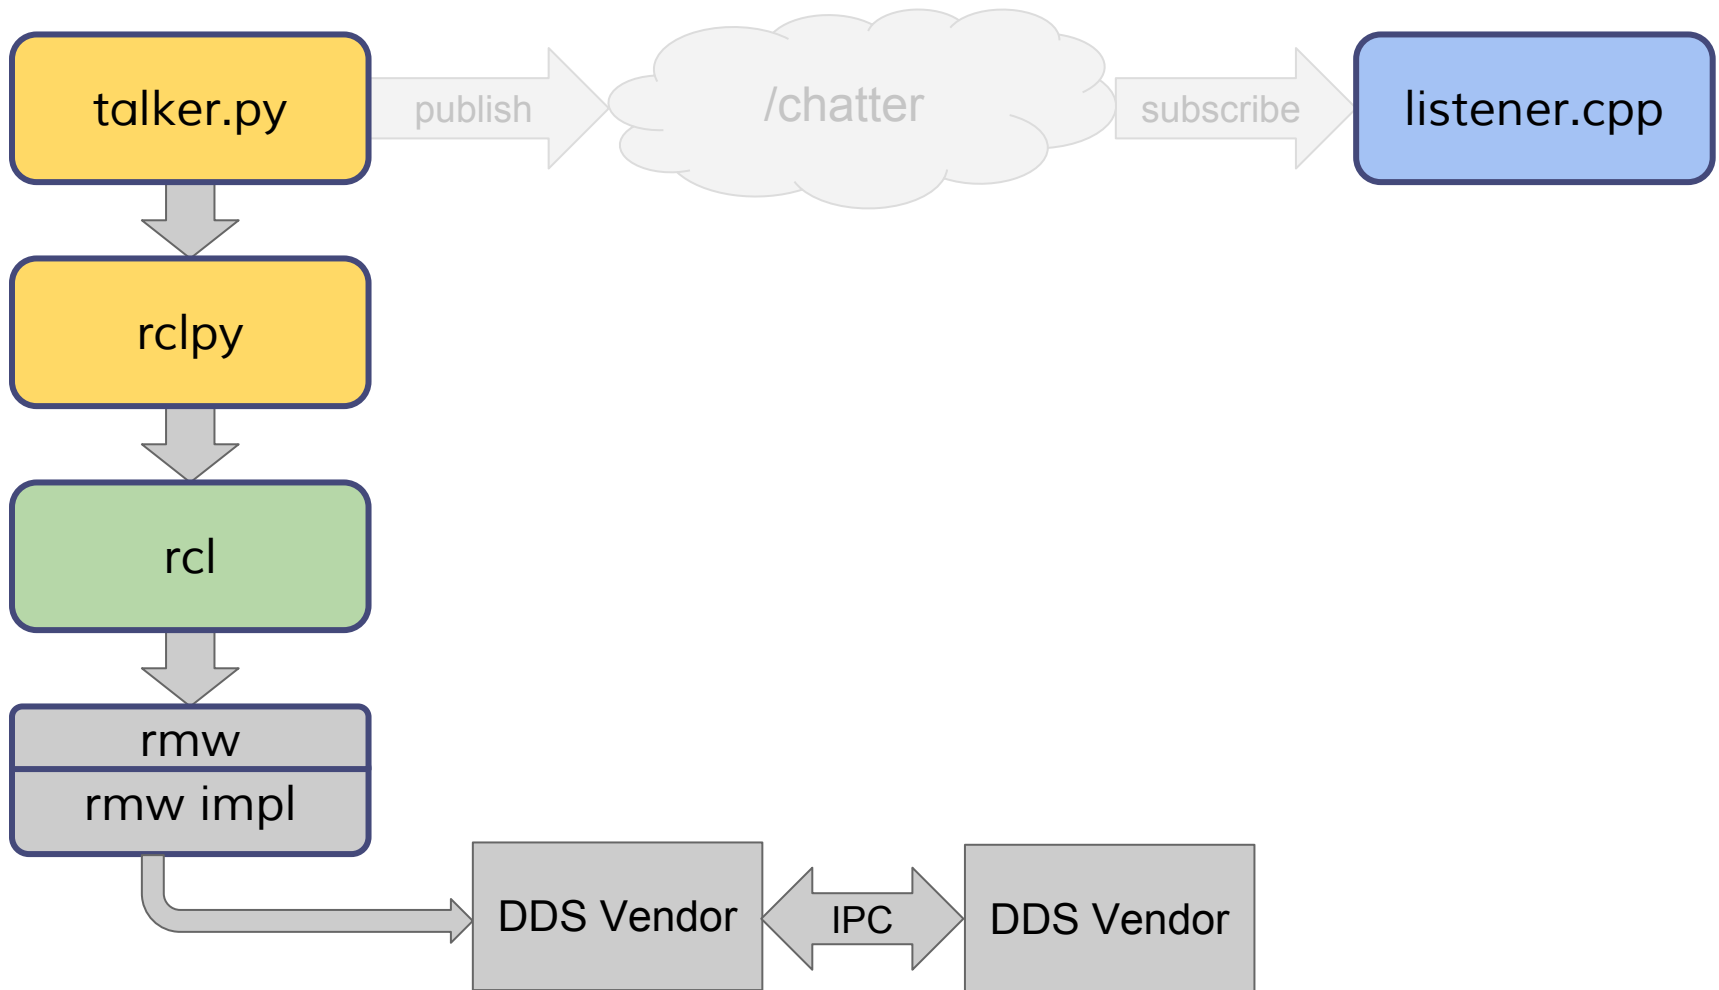 talker.py
publish
/chatter
subscribe
listener.cpp
rclpy
rcl
rmw
rmw impl
DDS Vendor
IPC
DDS Vendor